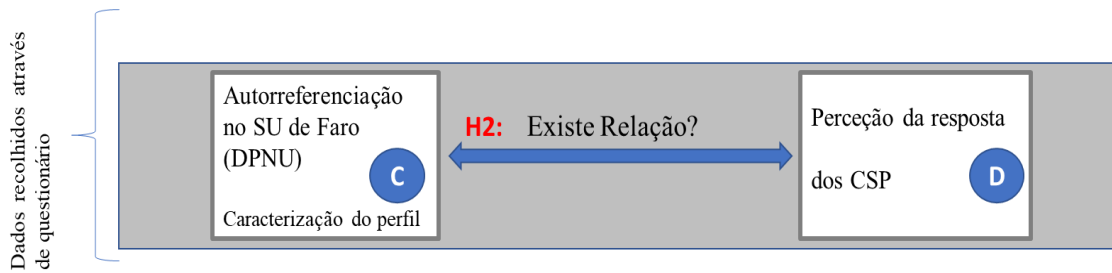 Dados recolhidos através
de questionário
Autorreferenciação
no SU de Faro
(DPNU)
C
Caracterização do perfil
H2: Existe Relação?
Perceção da resposta
dos CSP
D